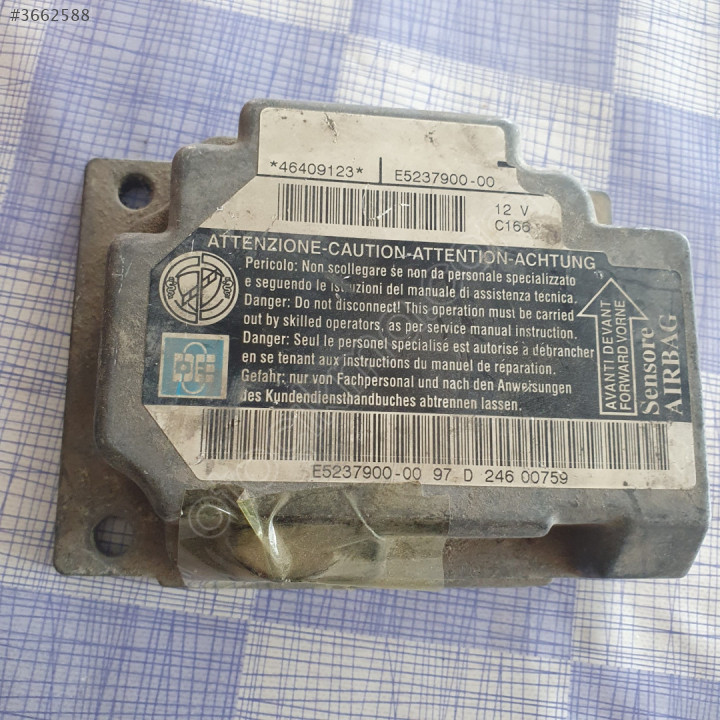 #3662588
*46409123* E5237900-00
12 V
C166
ATTENZIONE-CAUTION-ATTENTION-ACHTUNG
Pericolo: Non scollegare se non da personale specializzato
e seguendo le istruzioni del manuale di assistenza tecnica.
Danger: Do not disconnect! This operation must be carried
out by skilled operators, as per service manual instruction.
Danger: Seul le personel spécialisé est autorisé à débrancher
en se tenant aux instructions du manuel de réparation.
Gefahr: nur von Fachpersonal und nach den Anweisungen
des Kundendiensthandbuches abtrennen lassen.
AVANTI DEVANT
FORWARD VORNE
Sensore
AIRBAG
E5237900-00 97 D 246 00759